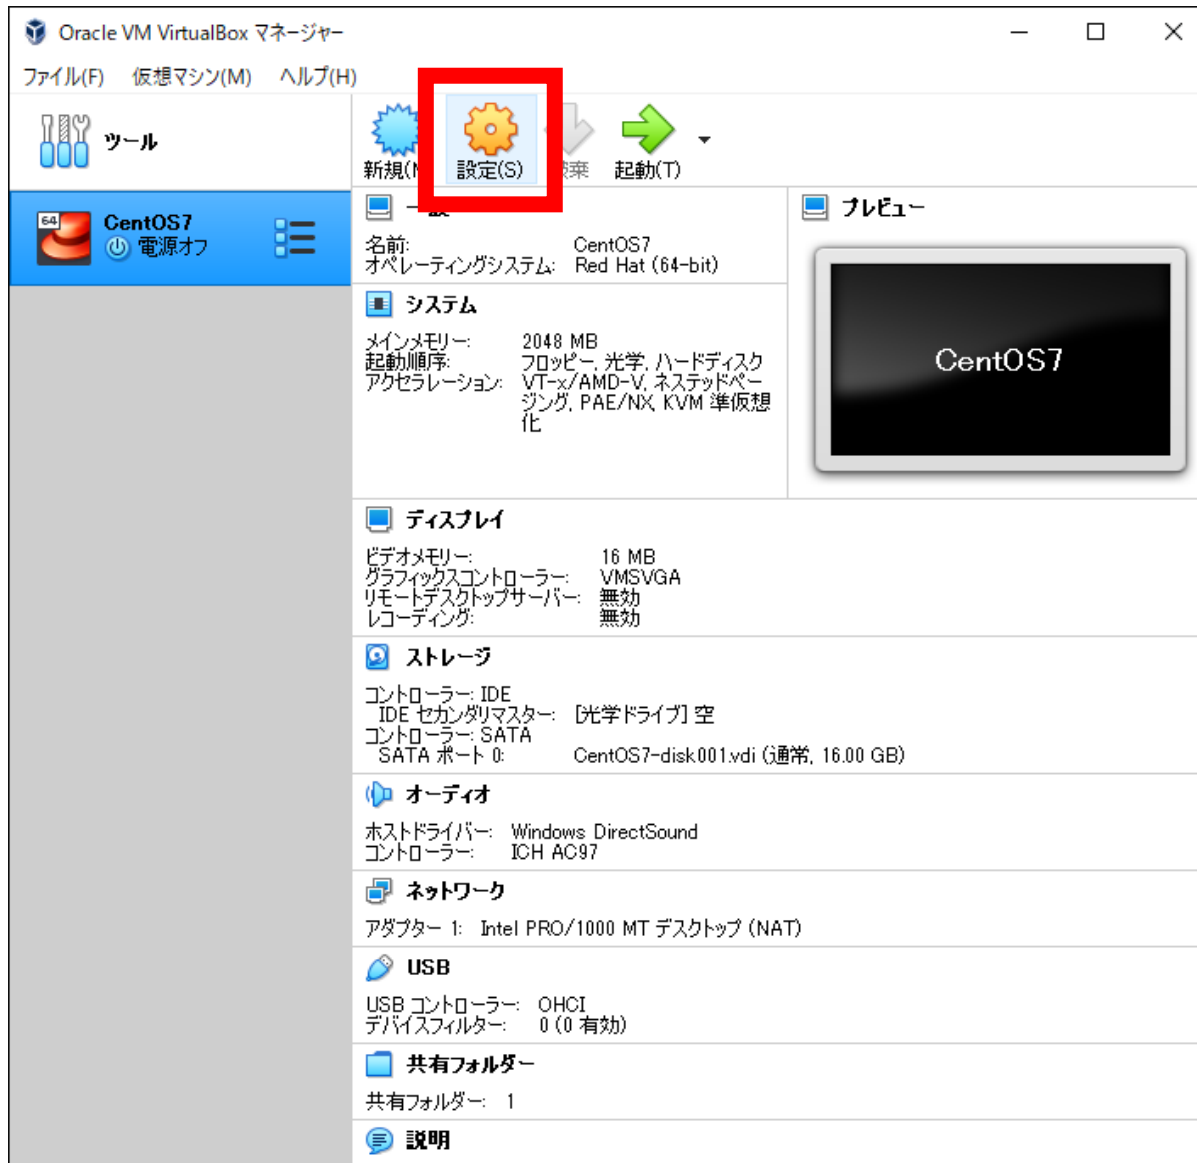 Oracle VM VirtualBox マネージャー
ファイル(F) 仮想マシン(M) ヘルプ(H)
ツール
新規( 設定(S) 棄 起動(T)
64 CentOS7
電源オフ
名前: CentOS7
オペレーティングシステム: Red Hat (64-bit)
システム
メインメモリー: 2048 MB
起動順序: フロッピー, 光学, ハードディスク
アクセラレーション: VT-x/AMD-V, ネステッドペー
ジング, PAE/NX, KVM 準仮想
化
プレビュー
CentOS7
ディスプレイ
ビデオメモリー: 16 MB
グラフィックスコントローラー: VMSVGA
リモートデスクトップサーバー: 無効
レコーディング: 無効
ストレージ
コントローラー: IDE
IDE セカンダリマスター: [光学ドライブ] 空
コントローラー: SATA
SATA ポート 0: CentOS7-disk001.vdi (通常, 16.00 GB)
オーディオ
ホストドライバー: Windows DirectSound
コントローラー: ICH AC97
ネットワーク
アダプター 1: Intel PRO/1000 MT デスクトップ (NAT)
USB
USB コントローラー: OHCI
デバイスフィルター: 0 (0 有効)
共有フォルダー
共有フォルダー: 1
説明